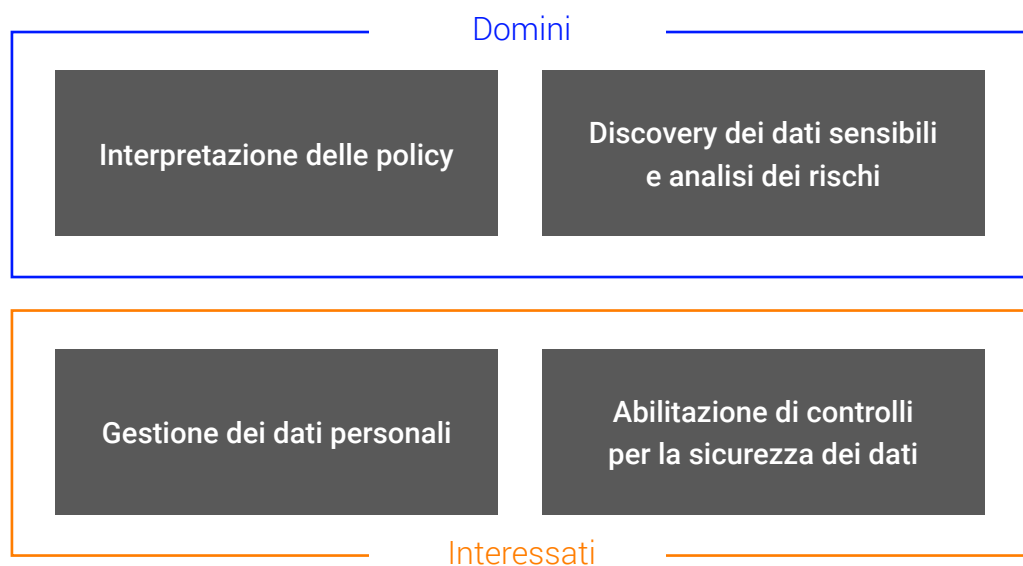 Domini
Interpretazione delle policy
Discovery dei dati sensibili
e analisi dei rischi
Gestione dei dati personali
Abilitazione di controlli
per la sicurezza dei dati
Interessati